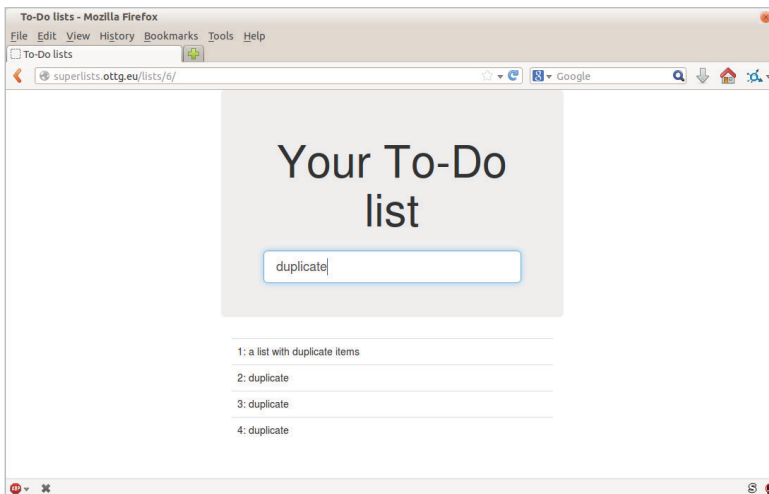 To-Do lists - Mozilla Firefox
File Edit View History Bookmarks Tools Help
To-Do lists
superlists.ottg.eu/lists/6/
Google
Your To-Do
list
duplicate
1: a list with duplicate items
2: duplicate
3: duplicate
4: duplicate
ABP
S